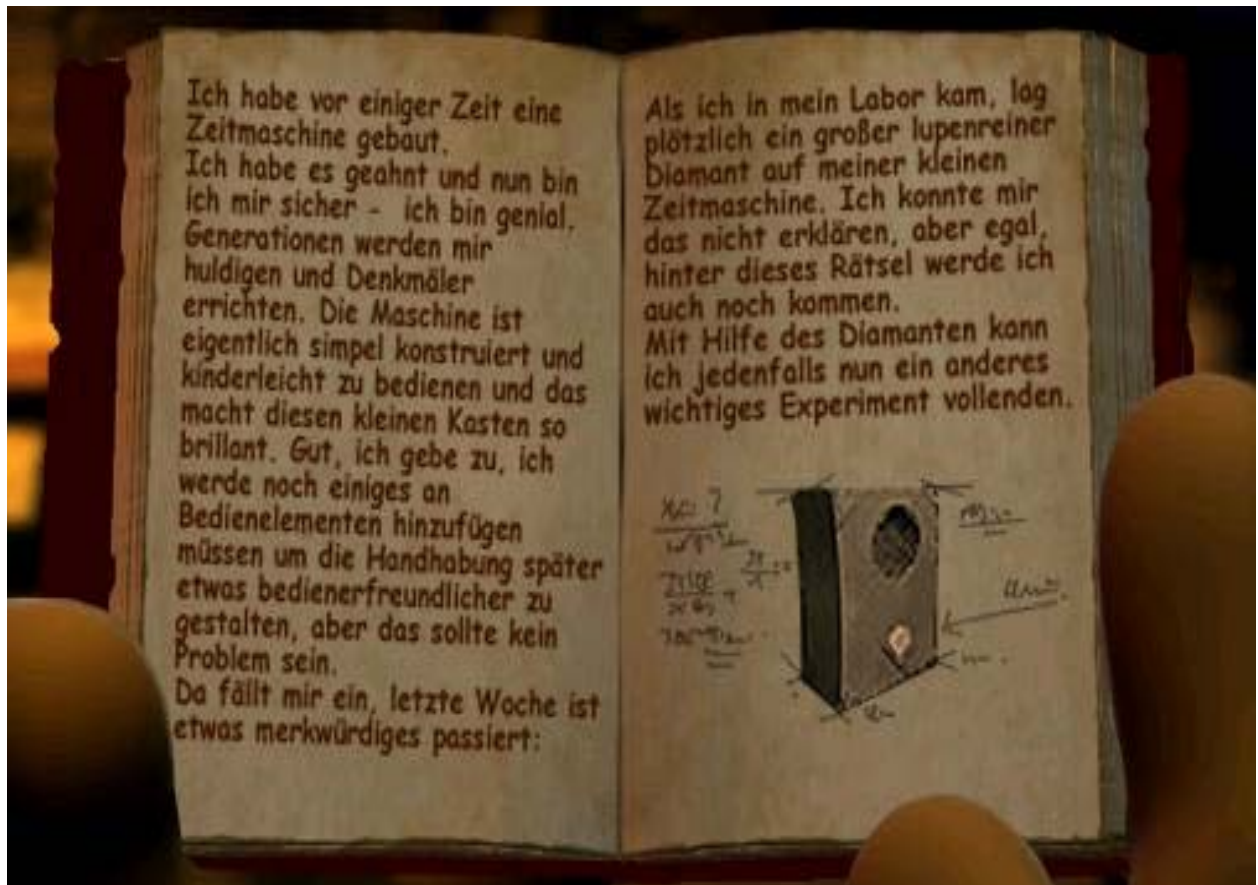 Ich habe vor einiger Zeit eine
Zeitmaschine gebaut.
Ich habe es geahnt und nun bin
ich mir sicher - ich bin genial.
Generationen werden mir
huldigen und Denkmäler
errichten. Die Maschine ist
eigentlich simpel konstruiert und
kinderleicht zu bedienen und das
macht diesen kleinen Kasten so
brillant. Gut, ich gebe zu, ich
werde noch einiges an
Bedienelementen hinzufügen
müssen um die Handhabung später
etwas bedienerfreundlicher zu
gestalten, aber das sollte kein
Problem sein.
Da fällt mir ein, letzte Woche ist
etwas merkwürdiges passiert:
Als ich in mein Labor kam, lag
plötzlich ein großer lupenreiner
Diamant auf meiner kleinen
Zeitmaschine. Ich konnte mir
das nicht erklären, aber egal,
hinter dieses Rätsel werde ich
auch noch kommen.
Mit Hilfe des Diamanten kann
ich jedenfalls nun ein anderes
wichtiges Experiment vollenden.